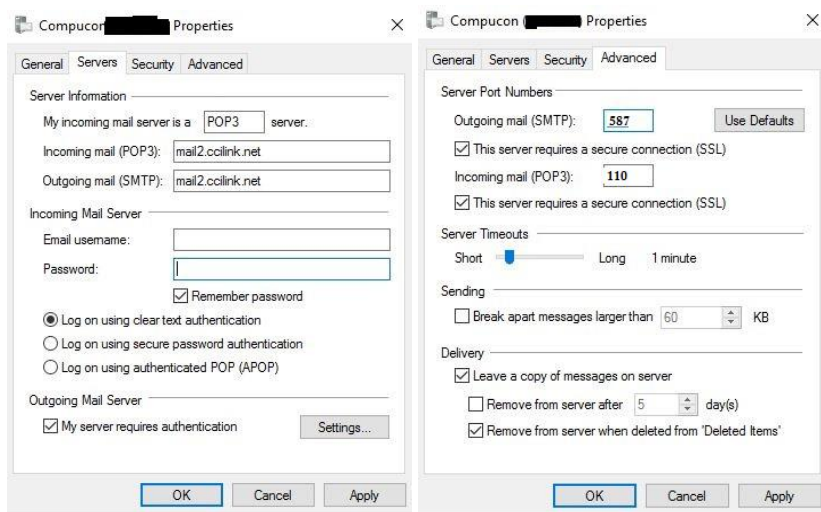 Compucon Properties
General Servers Security Advanced
Server Information
My incoming mail server is a POP3 server.
Incoming mail (POP3): mail2.ccilink.net
Outgoing mail (SMTP): mail2.ccilink.net
Incoming Mail Server
Email username:
Password:
Remember password
Log on using clear text authentication
Log on using secure password authentication
Log on using authenticated POP (APOP)
Outgoing Mail Server
My server requires authentication Settings...
OK Cancel Apply
Compucon ( ) Properties
General Servers Security Advanced
Server Port Numbers
Outgoing mail (SMTP): 587 Use Defaults
This server requires a secure connection (SSL)
Incoming mail (POP3): 110
This server requires a secure connection (SSL)
Server Timeouts
Short Long 1 minute
Sending
Break apart messages larger than 60 KB
Delivery
Leave a copy of messages on server
Remove from server after 5 day(s)
Remove from server when deleted from 'Deleted Items'
OK Cancel Apply